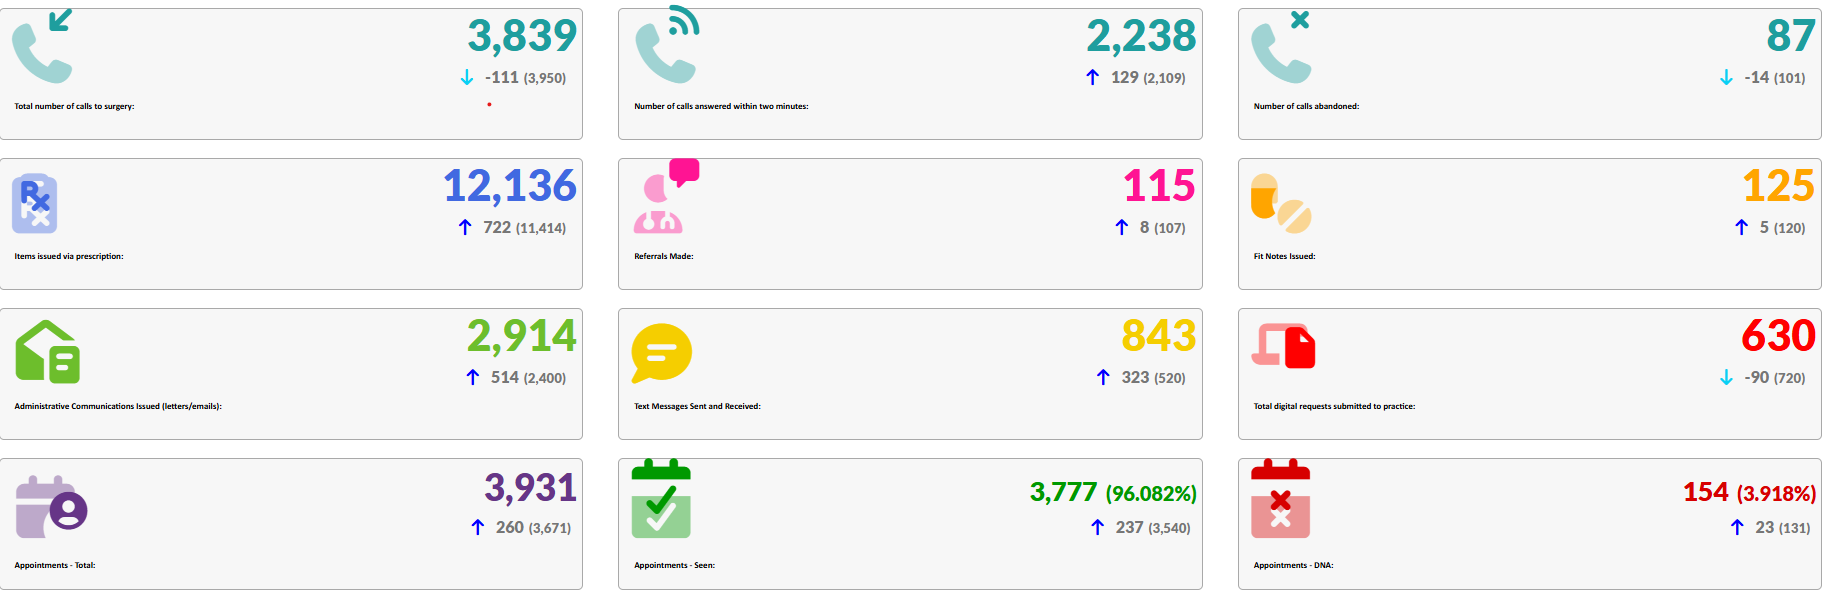 3,839
-111 (3,950)
Total number of calls to surgery:
2,238
129 (2,109)
Number of calls answered within two minutes:
87
-14 (101)
Number of calls abandoned:
Rx
12,136
722 (11,414)
Items issued via prescription:
115
8 (107)
Referrals Made:
125
5 (120)
Fit Notes Issued:
2,914
514 (2,400)
Administrative Communications Issued (letters/emails):
843
323 (520)
Text Messages Sent and Received:
630
-90 (720)
Total digital requests submitted to practice:
3,931
260 (3,671)
Appointments - Total:
3,777 (96.082%)
237 (3,540)
Appointments - Seen:
154 (3.918%)
23 (131)
Appointments - DNA: